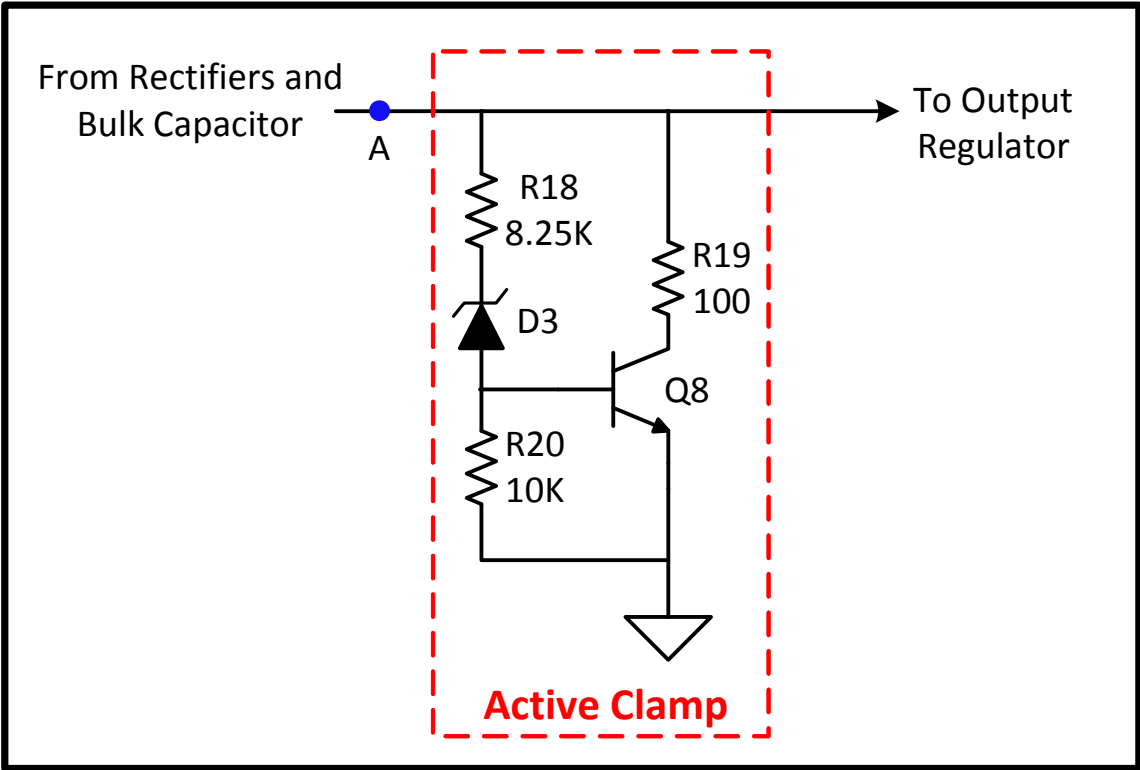 From Rectifiers and
Bulk Capacitor
A
To Output
Regulator
R18
8.25K
R19
100
D3
Q8
R20
10K
Active Clamp